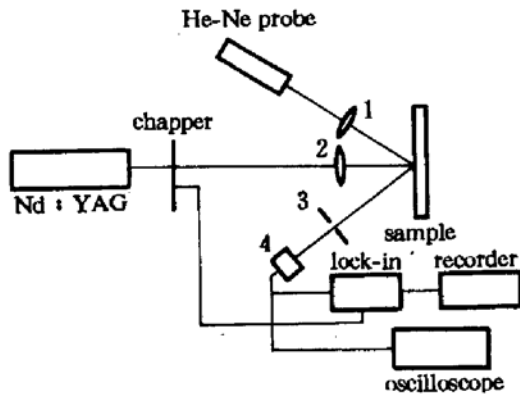 He-Ne probe
1
chapper
2
Nd : YAG
3
sample
4
lock-in
recorder
oscilloscope